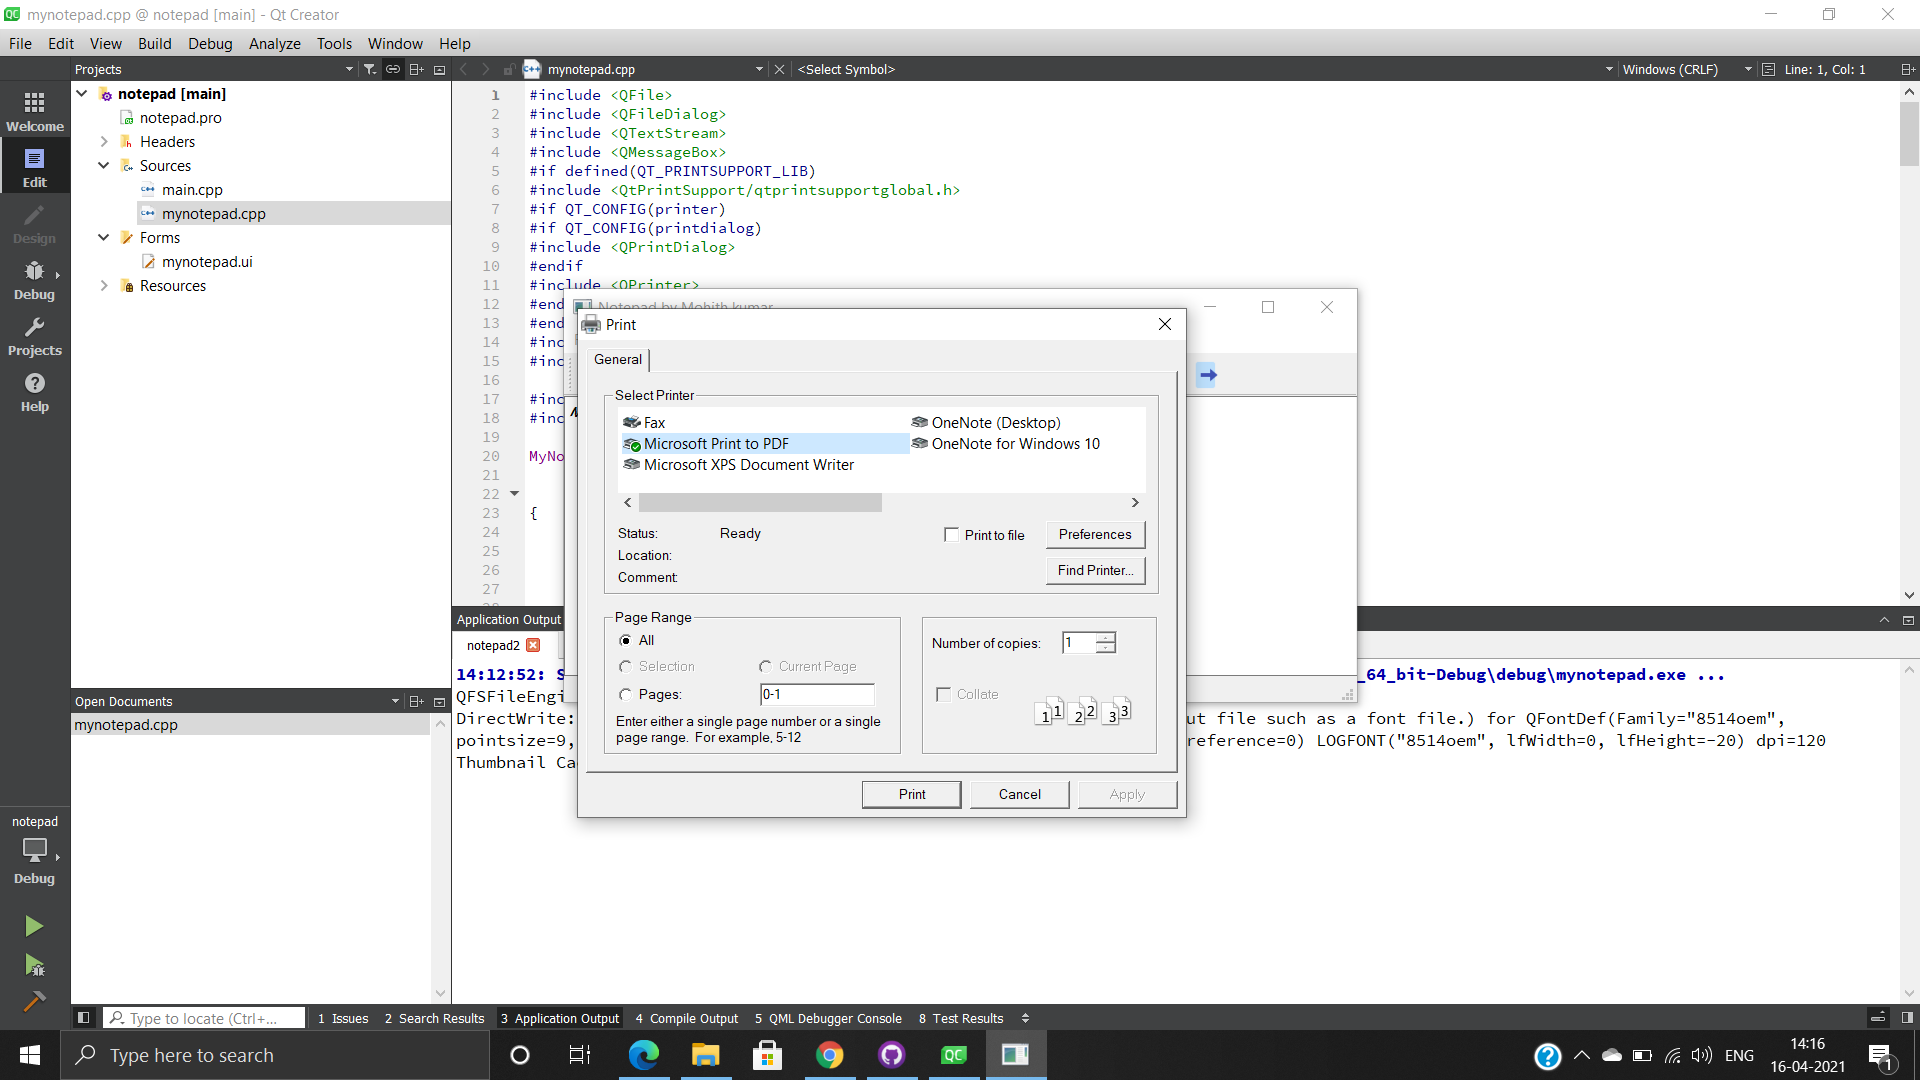 mynotepad.cpp @ notepad [main] - Qt Creator
File Edit View Build Debug Analyze Tools Window Help
Projects
mynotepad.cpp
<Select Symbol>
Windows (CRLF)
Line: 1, Col: 1
Welcome
Edit
Design
Debug
Projects
Help
notepad [main]
notepad.pro
Headers
Sources
main.cpp
mynotepad.cpp
Forms
mynotepad.ui
Resources
1 #include <QFile>
2 #include <QFileDialog>
3 #include <QTextStream>
4 #include <QMessageBox>
5 #if defined(QT_PRINTSUPPORT_LIB)
6 #include <QtPrintSupport/qtprintsupportglobal.h>
7 #if QT_CONFIG(printer)
8 #if QT_CONFIG(printdialog)
9 #include <QPrintDialog>
10 #endif
11 #include <QPrinter>
12 #end
13 #end
14 #inc
15 #inc
16
17 #inc
18 #inc
19
20 MyNo
21
22
23 {
24
25
26
27
Notepad by Mohith kumar
Print
General
Select Printer
Fax
OneNote (Desktop)
Microsoft Print to PDF
OneNote for Windows 10
Microsoft XPS Document Writer
Status: Ready
Print to file
Preferences
Location:
Find Printer...
Comment:
Page Range
All
Selection
Current Page
Pages: 0-1
Enter either a single page number or a single
page range. For example, 5-12
Number of copies: 1
Collate
1 1 2 2 3 3
Print
Cancel
Apply
Application Output
notepad2
14:12:52: S
_64_bit-Debug\debug\mynotepad.exe ...
QFSFileEngi
DirectWrite:
ut file such as a font file.) for QFontDef(Family="8514oem",
pointsize=9,
reference=0) LOGFONT("8514oem", lfWidth=0, lfHeight=-20) dpi=120
Thumbnail Ca
Open Documents
mynotepad.cpp
notepad
Debug
Type to locate (Ctrl+...
1 Issues
2 Search Results
3 Application Output
4 Compile Output
5 QML Debugger Console
8 Test Results
Type here to search
QC
ENG
14:16
16-04-2021
1